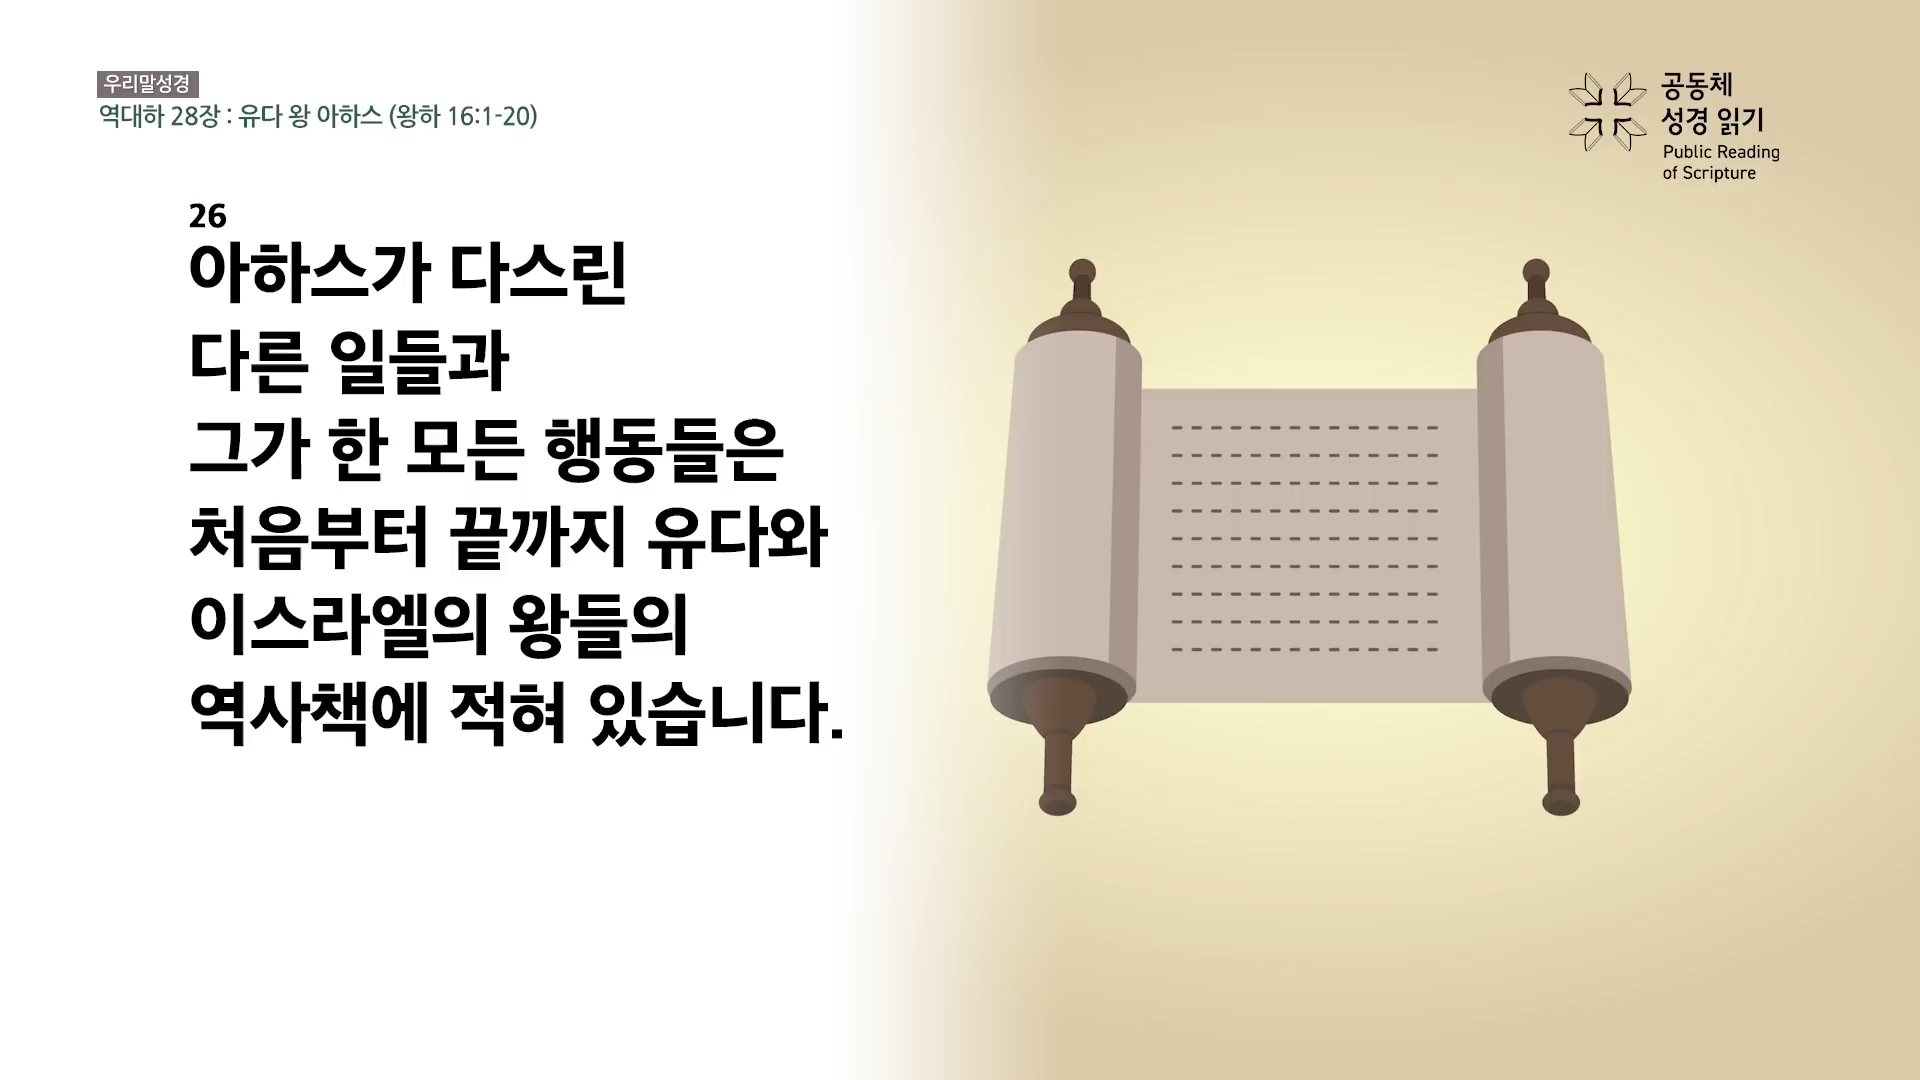 우리말성경
역대하 28장 : 유다 왕 아하스 (왕하 16:1-20)
공동체
성경 읽기
Public Reading
of Scripture
26
아하스가 다스린
다른 일들과
그가 한 모든 행동들은
처음부터 끝까지 유다와
이스라엘의 왕들의
역사책에 적혀 있습니다.